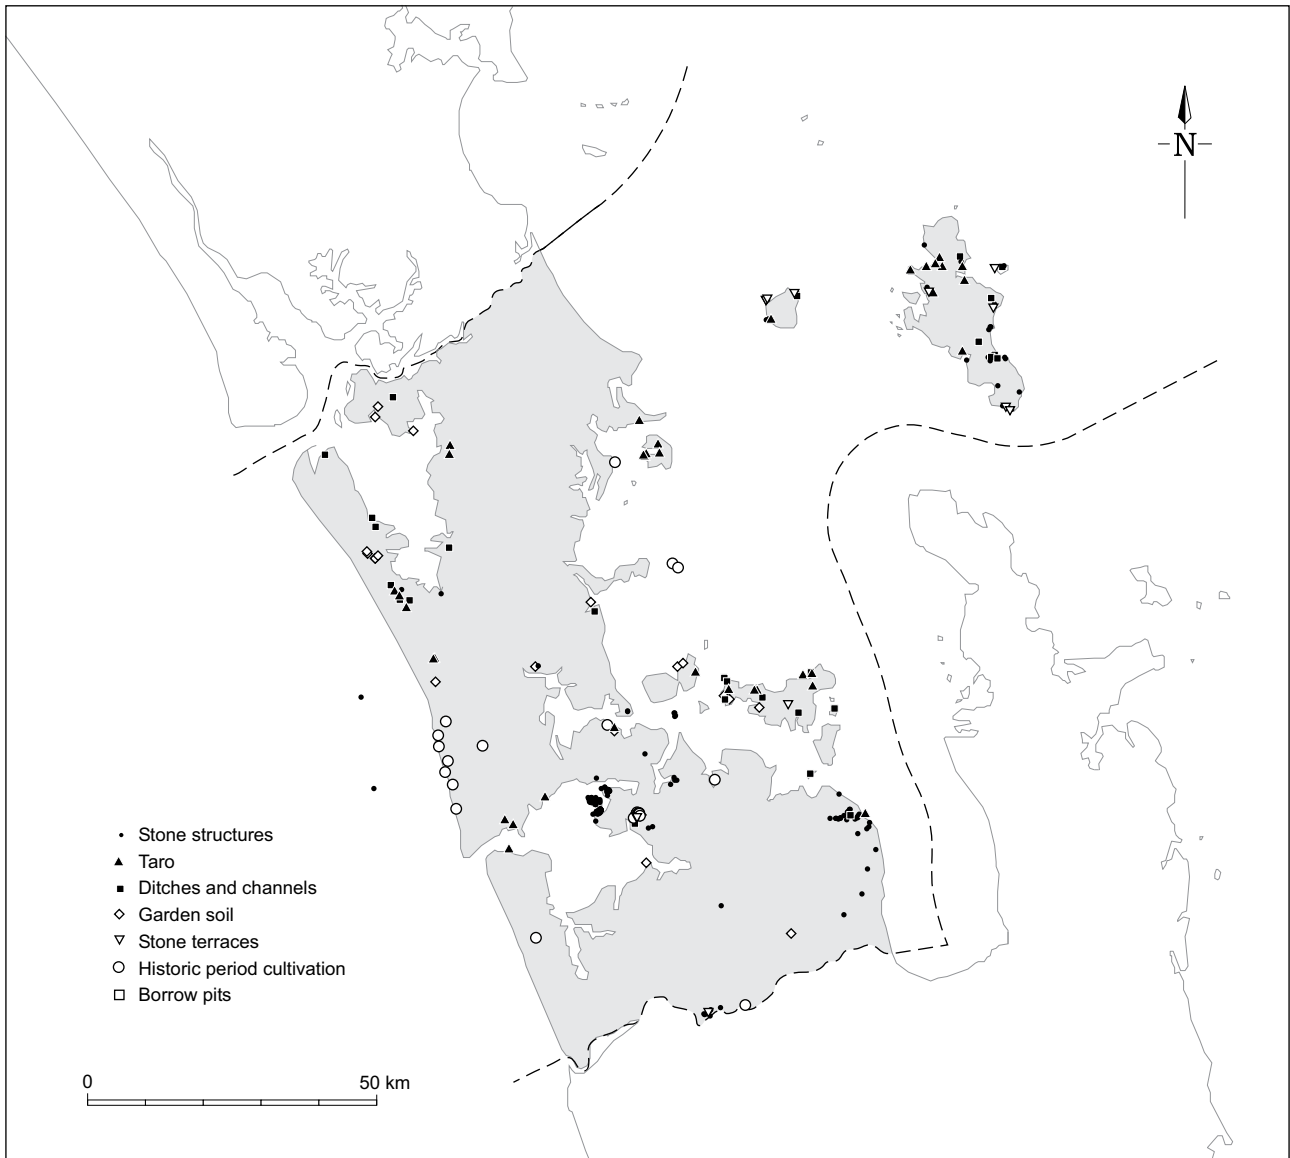 N
Stone structures
Taro
Ditches and channels
Garden soil
Stone terraces
Historic period cultivation
Borrow pits
0 50 km